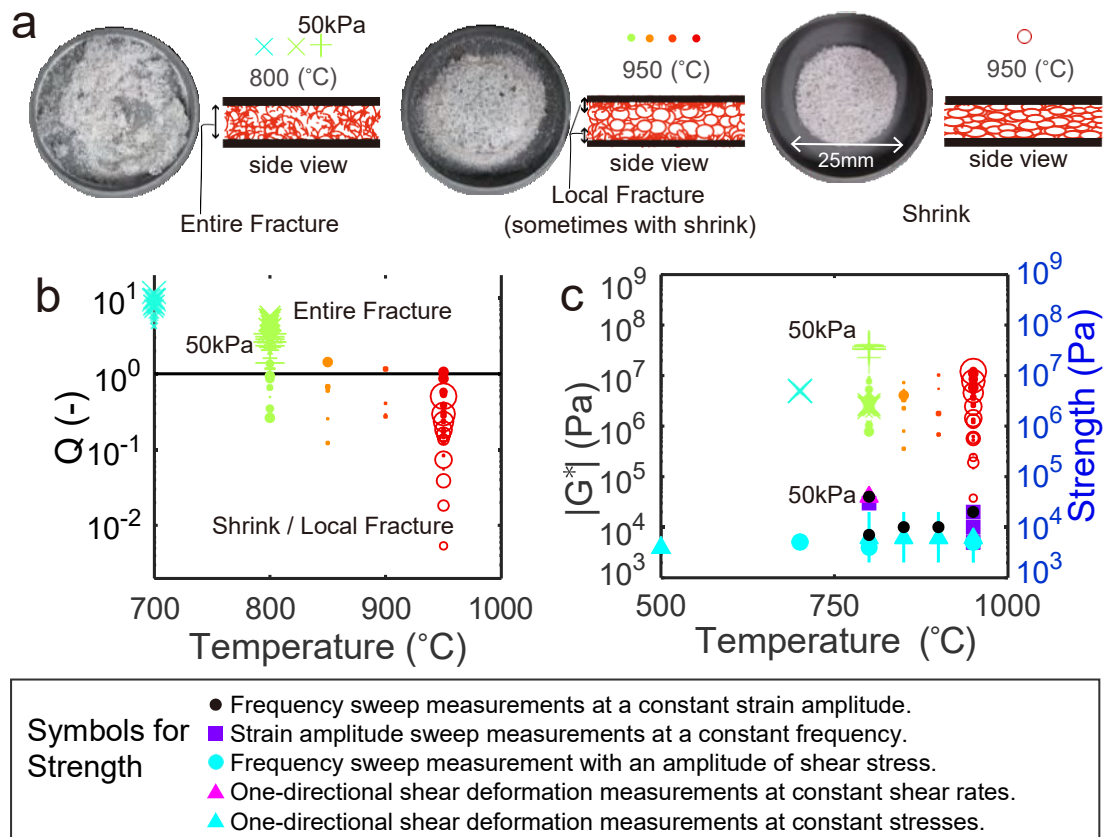 a
50kPa
800 (°C)
side view
Entire Fracture
950 (°C)
side view
Local Fracture
(sometimes with shrink)
25mm
950 (°C)
side view
Shrink
b
Q (-)
10^1
10^0
10^-1
10^-2
Entire Fracture
50kPa
Shrink / Local Fracture
700
800
900
1000
Temperature (°C)
c
|G*| (Pa)
10^9
10^8
10^7
10^6
10^5
10^4
10^3
50kPa
50kPa
500
750
1000
Temperature (°C)
10^9
10^8
10^7
10^6
10^5
10^4
10^3
Strength (Pa)
Symbols for
Strength
Frequency sweep measurements at a constant strain amplitude.
Strain amplitude sweep measurements at a constant frequency.
Frequency sweep measurement with an amplitude of shear stress.
One-directional shear deformation measurements at constant shear rates.
One-directional shear deformation measurements at constant stresses.